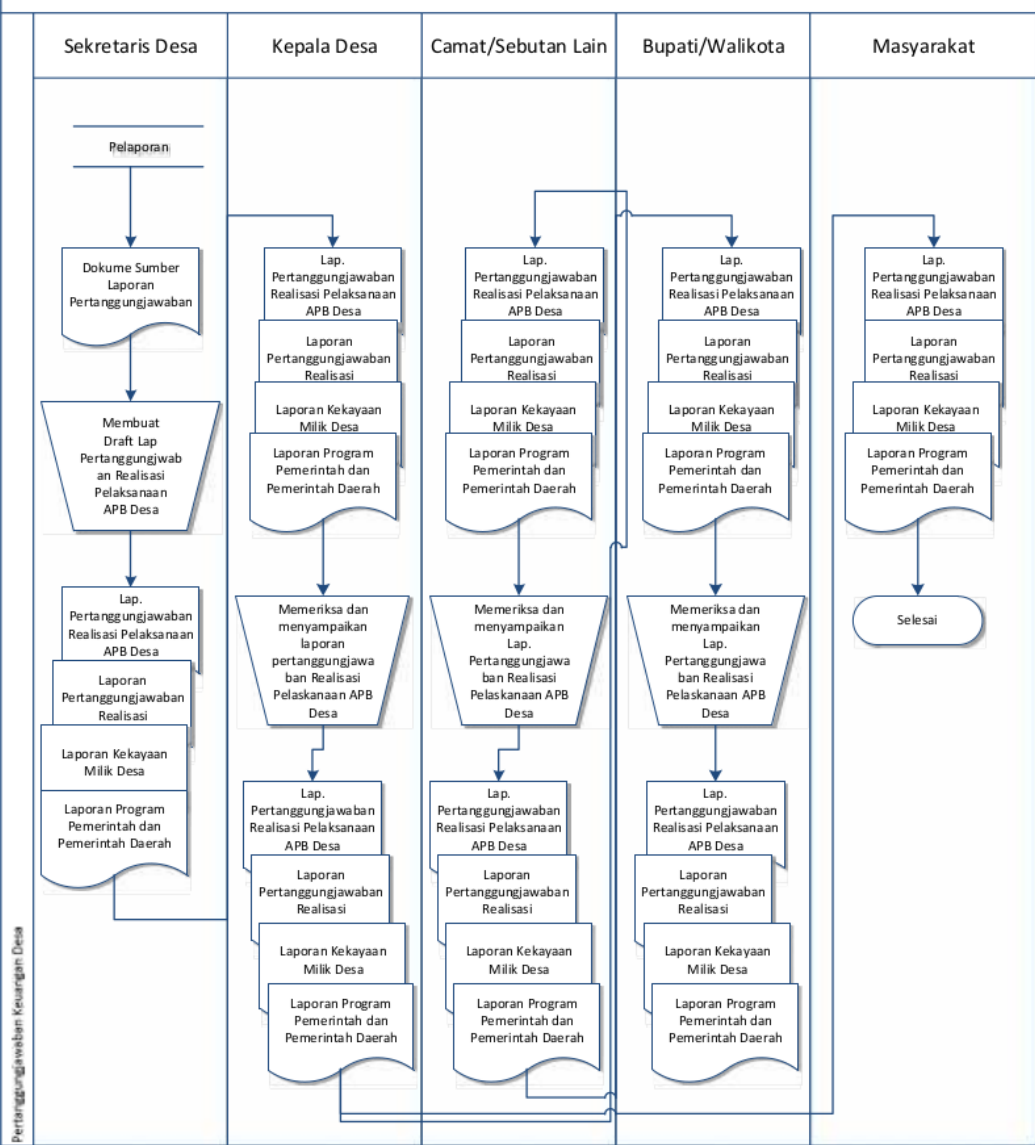 Sekretaris Desa
Kepala Desa
Camat/Sebutan Lain
Bupati/Walikota
Masyarakat
Pelaporan
Dokume Sumber
Laporan
Pertanggungjawaban
Membuat
Draft Lap
Pertanggungjwab
an Realisasi
Pelaksanaan
APB Desa
Lap.
Pertanggungjawaban
Realisasi Pelaksanaan
APB Desa
Laporan
Pertanggungjawaban
Realisasi
Laporan Kekayaan
Milik Desa
Laporan Program
Pemerintah dan
Pemerintah Daerah
Lap.
Pertanggungjawaban
Realisasi Pelaksanaan
APB Desa
Laporan
Pertanggungjawaban
Realisasi
Laporan Kekayaan
Milik Desa
Laporan Program
Pemerintah dan
Pemerintah Daerah
Memeriksa dan
menyampaikan
laporan
pertanggungjawa
ban Realisasi
Pelaskanaan APB
Desa
Lap.
Pertanggungjawaban
Realisasi Pelaksanaan
APB Desa
Laporan
Pertanggungjawaban
Realisasi
Laporan Kekayaan
Milik Desa
Laporan Program
Pemerintah dan
Pemerintah Daerah
Lap.
Pertanggungjawaban
Realisasi Pelaksanaan
APB Desa
Laporan
Pertanggungjawaban
Realisasi
Laporan Kekayaan
Milik Desa
Laporan Program
Pemerintah dan
Pemerintah Daerah
Memeriksa dan
menyampaikan
Lap.
Pertanggungjawa
ban Realisasi
Pelaskanaan APB
Desa
Lap.
Pertanggungjawaban
Realisasi Pelaksanaan
APB Desa
Laporan
Pertanggungjawaban
Realisasi
Laporan Kekayaan
Milik Desa
Laporan Program
Pemerintah dan
Pemerintah Daerah
Lap.
Pertanggungjawaban
Realisasi Pelaksanaan
APB Desa
Laporan
Pertanggungjawaban
Realisasi
Laporan Kekayaan
Milik Desa
Laporan Program
Pemerintah dan
Pemerintah Daerah
Memeriksa dan
menyampaikan
Lap.
Pertanggungjawa
ban Realisasi
Pelaskanaan APB
Desa
Lap.
Pertanggungjawaban
Realisasi Pelaksanaan
APB Desa
Laporan
Pertanggungjawaban
Realisasi
Laporan Kekayaan
Milik Desa
Laporan Program
Pemerintah dan
Pemerintah Daerah
Lap.
Pertanggungjawaban
Realisasi Pelaksanaan
APB Desa
Laporan
Pertanggungjawaban
Realisasi
Laporan Kekayaan
Milik Desa
Laporan Program
Pemerintah dan
Pemerintah Daerah
Selesai
Pertanggungjawaban Keuangan Desa